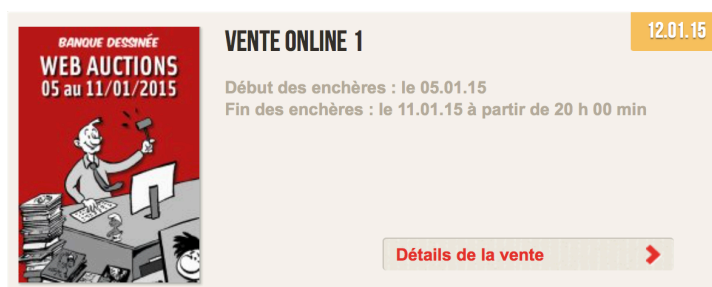 BANQUE DESSINÉE
WEB AUCTIONS
05 au 11/01/2015
VENTE ONLINE 1
12.01.15
Début des enchères : le 05.01.15
Fin des enchères : le 11.01.15 à partir de 20 h 00 min
Détails de la vente